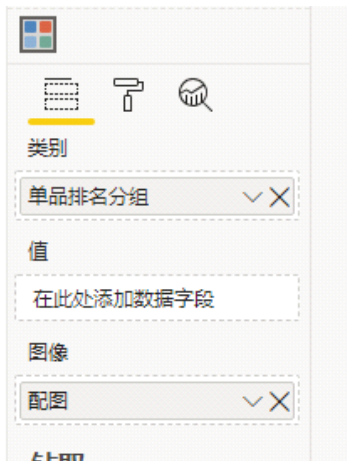 类别
单品排名分组
值
在此处添加数据字段
图像
配图